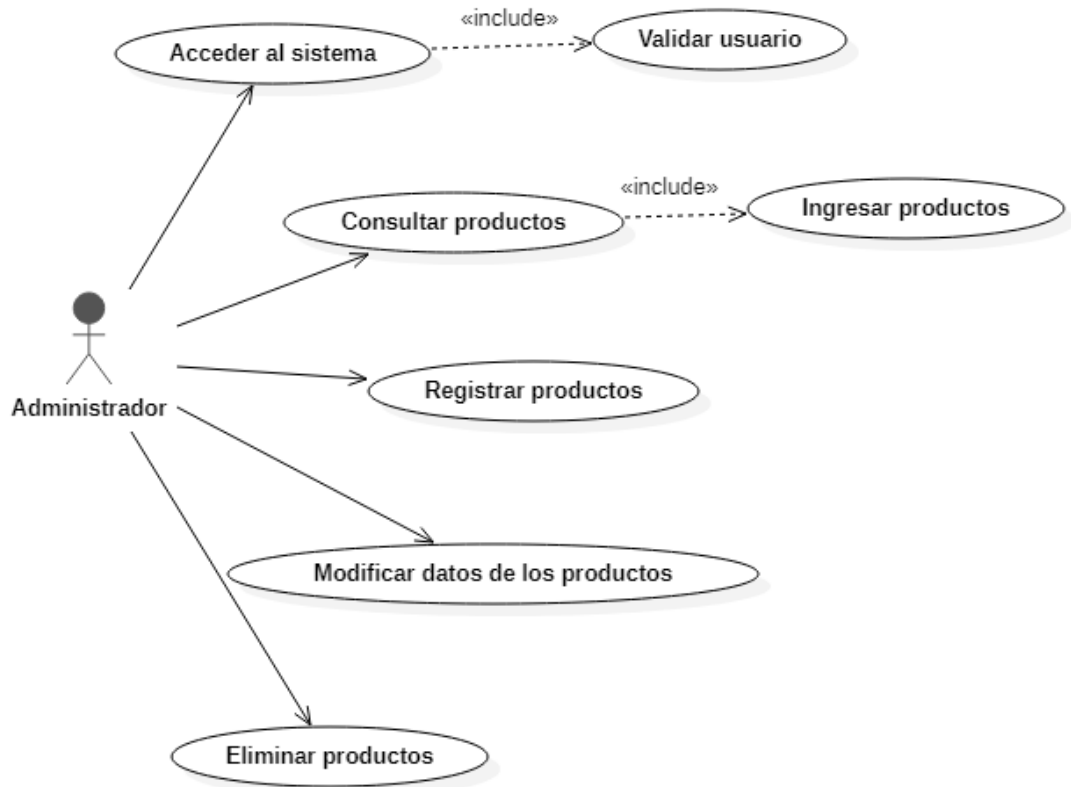 «include»
Acceder al sistema
Validar usuario
«include»
Consultar productos
Ingresar productos
Registrar productos
Administrador
Modificar datos de los productos
Eliminar productos